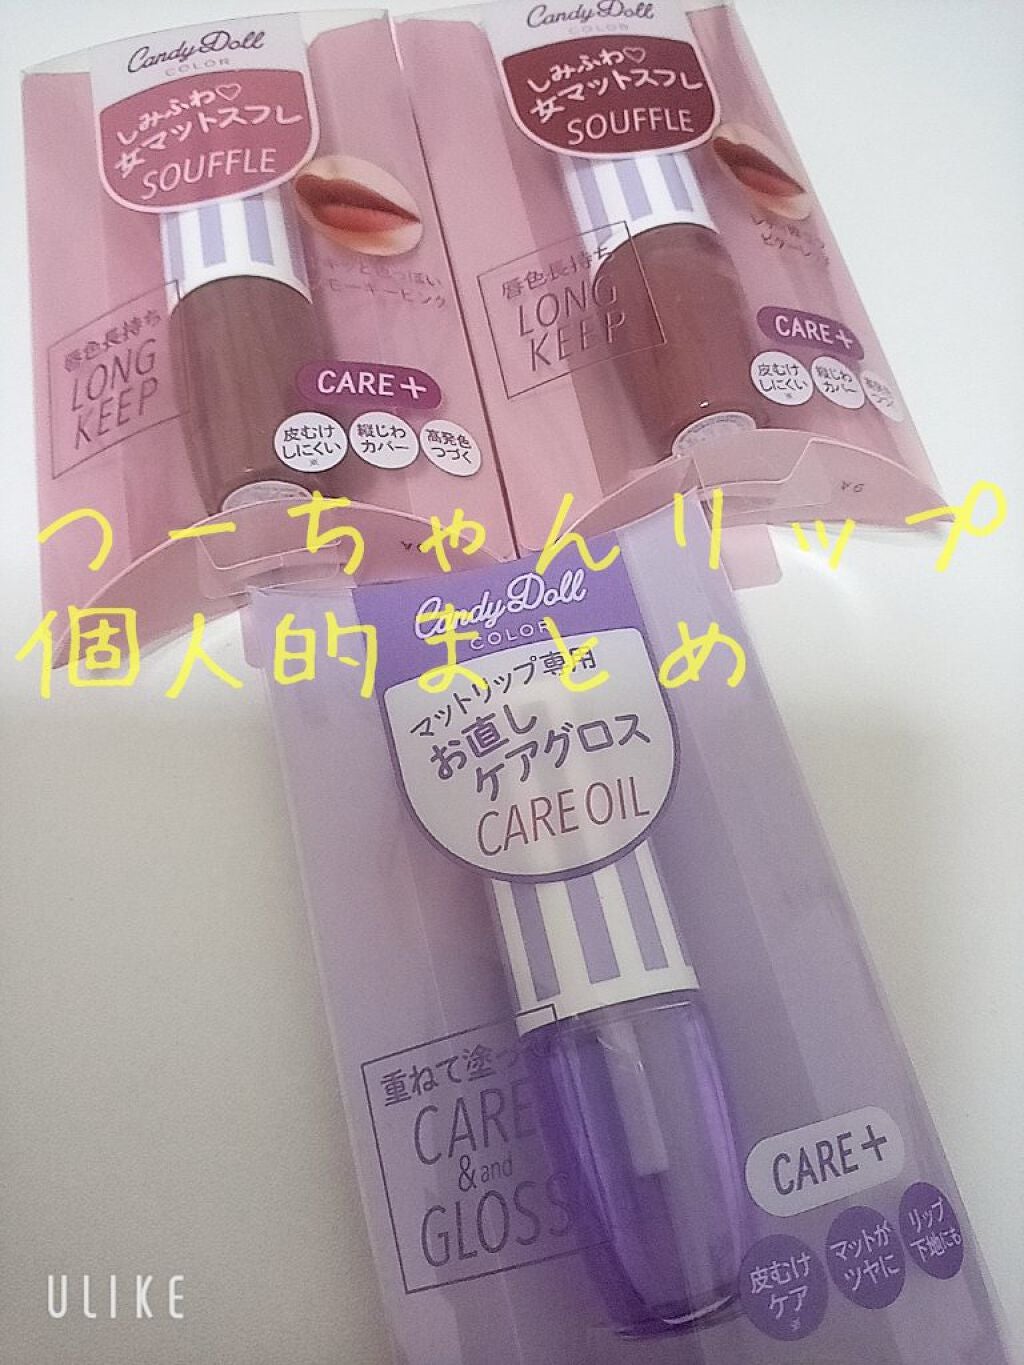 Candy Doll
COLOR
しみふわ♡
女マットスフレ
SOUFFLE
唇色長持ち
LONG
KEEP
CARE+
皮むけ
しにくい
※
縦じわ
カバー
高発色
つづく
Candy Doll
COLOR
しみふわ♡
女マットスフレ
SOUFFLE
唇色長持ち
LONG
KEEP
CARE+
皮むけ
しにくい
※
縦じわ
カバー
つーちゃんリップ
個人的まとめ
Candy Doll
COLOR
マットリップ専用
お直し
ケアグロス
CARE OIL
重ねて塗っ
CARE
&and
GLOSS
CARE+
皮むけ
ケア
※
マットが
ツヤに
リップ
下地にも
ULIKE